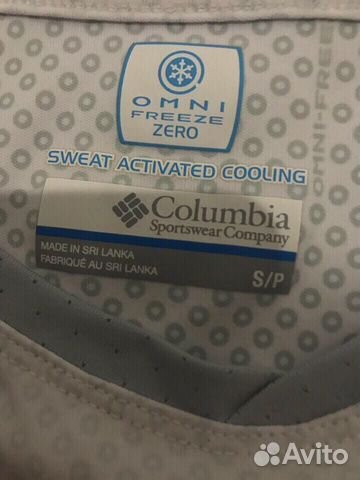 OMNI
FREEZE
ZERO
SWEAT ACTIVATED COOLING
Columbia
Sportswear Company
MADE IN SRI LANKA
FABRIQUÉ AU SRI LANKA
S/P
OMNI-FREE
Avito